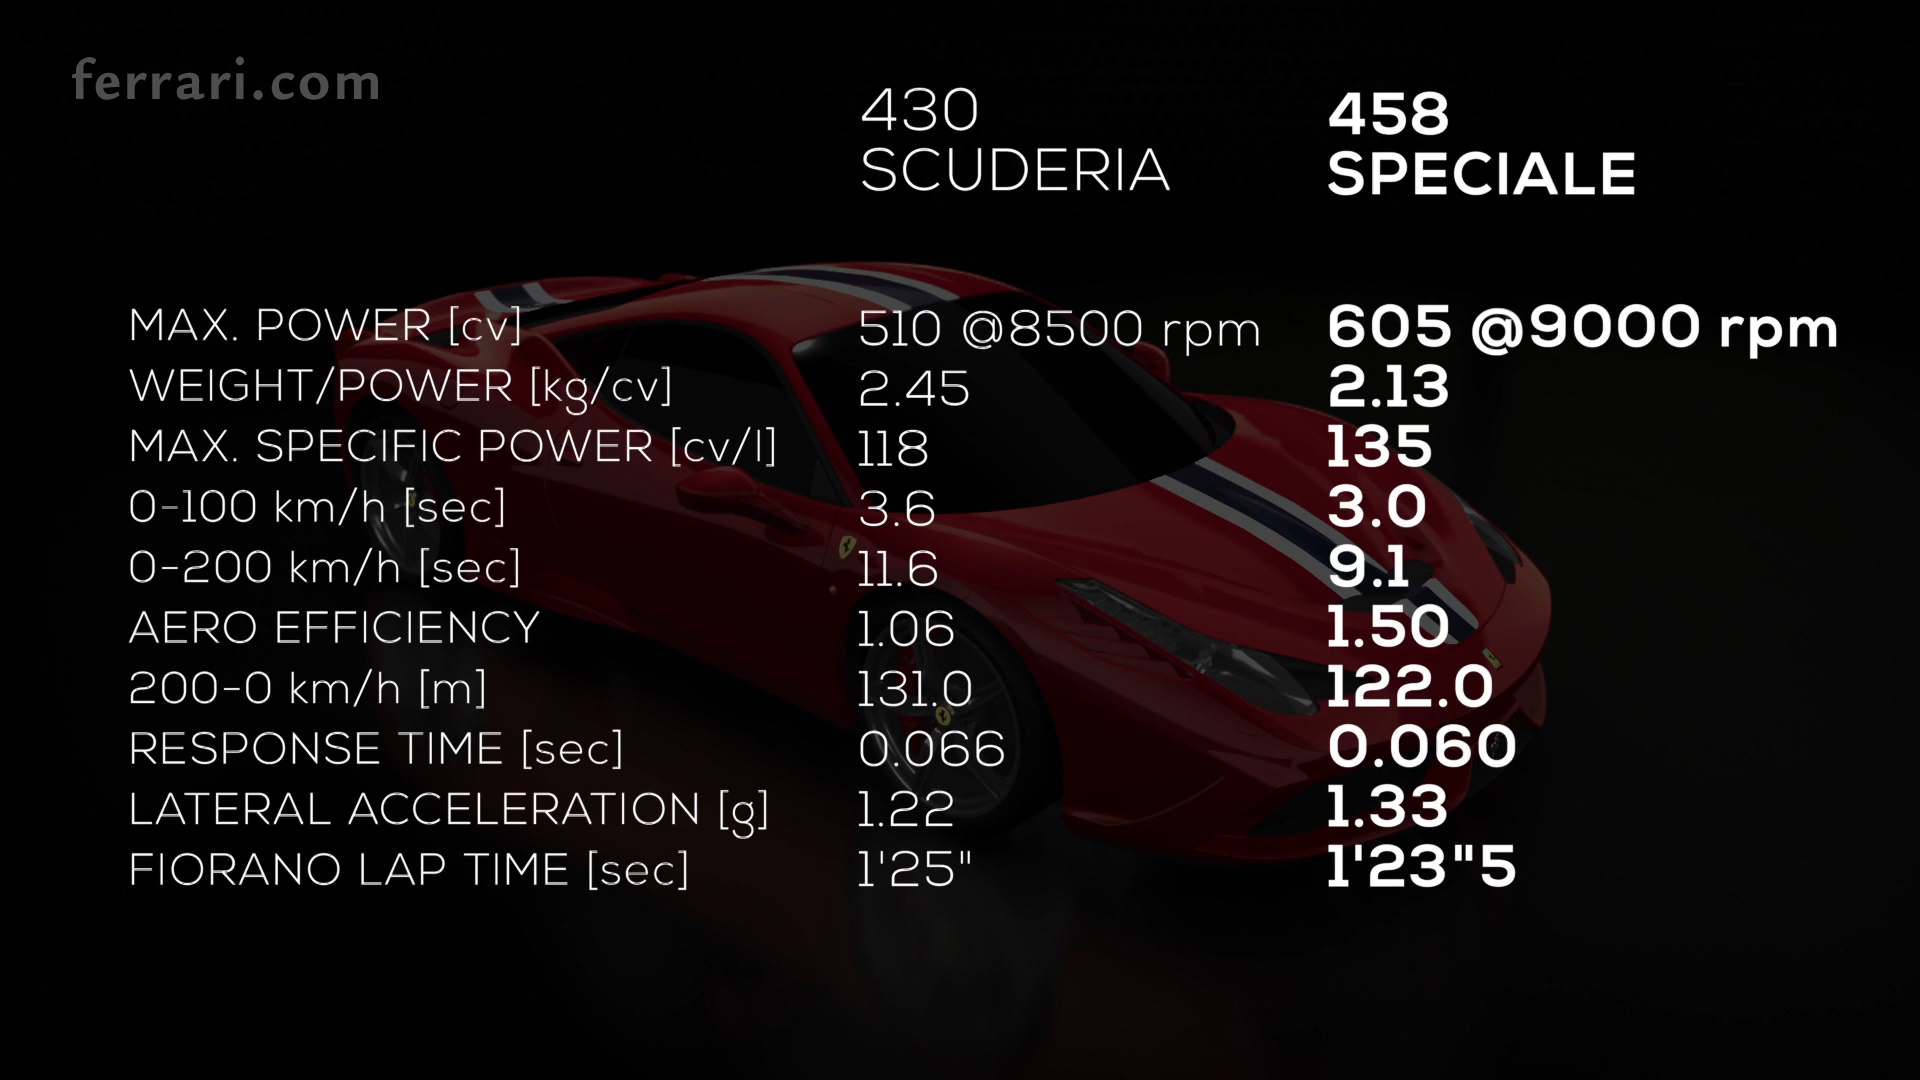 ferrari.com
430 SCUDERIA
458 SPECIALE
MAX. POWER [cv] 510 @8500 rpm 605 @9000 rpm
WEIGHT/POWER [kg/cv] 2.45 2.13
MAX. SPECIFIC POWER [cv/l] 118 135
0-100 km/h [sec] 3.6 3.0
0-200 km/h [sec] 11.6 9.1
AERO EFFICIENCY 1.06 1.50
200-0 km/h [m] 131.0 122.0
RESPONSE TIME [sec] 0.066 0.060
LATERAL ACCELERATION [g] 1.22 1.33
FIORANO LAP TIME [sec] 1'25" 1'23"5